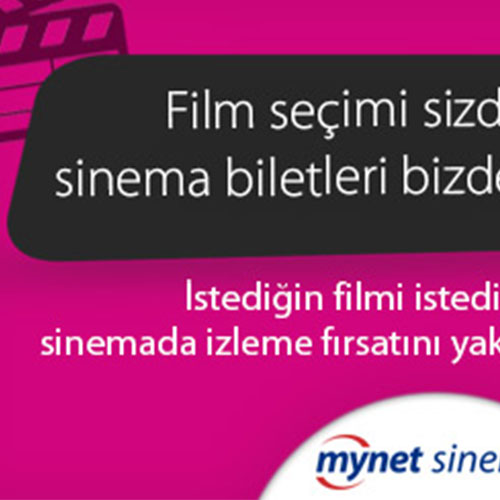 Film seçimi sizd
sinema biletleri bizde
İstediğin filmi istedi
sinemada izleme fırsatını yak
mynet sine